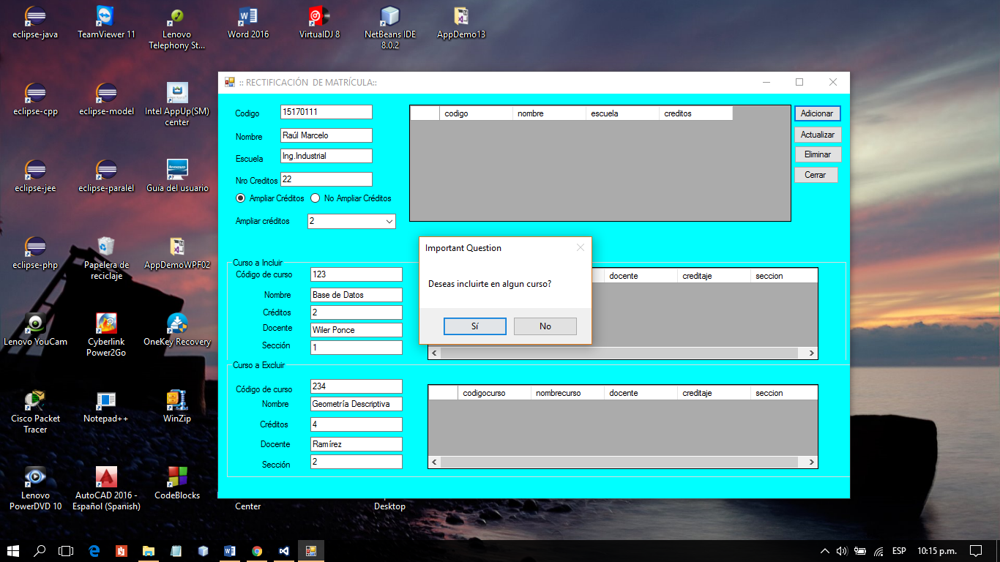 eclipse-java
TeamViewer 11
Lenovo
Telephony St...
Word 2016
VirtualDJ 8
NetBeans IDE
8.0.2
AppDemo13
eclipse-cpp
eclipse-model
Intel AppUp(SM)
center
eclipse-jee
eclipse-paralel
Guia del usuario
eclipse-php
Papelera de
reciclaje
AppDemoWPF02
Lenovo YouCam
Cyberlink
Power2Go
OneKey Recovery
Cisco Packet
Tracer
Notepad++
WinZip
Lenovo
PowerDVD 10
AutoCAD 2016 -
Español (Spanish)
CodeBlocks
Center
Desktop
:: RECTIFICACIÓN DE MATRÍCULA::
Codigo 15170111
Nombre Raúl Marcelo
Escuela Ing.Industrial
Nro Creditos 22
Ampliar Créditos No Ampliar Créditos
Ampliar créditos 2
codigo nombre escuela creditos
Adicionar
Actualizar
Eliminar
Cerrar
Curso a Incluir
Código de curso 123
Nombre Base de Datos
Créditos 2
Docente Wiler Ponce
Sección 1
docente creditaje seccion
Important Question
Deseas incluirte en algun curso?
Sí No
Curso a Excluir
Código de curso 234
Nombre Geometría Descriptiva
Créditos 4
Docente Ramírez
Sección 2
codigocurso nombrecurso docente creditaje seccion
ESP 10:15 p.m.